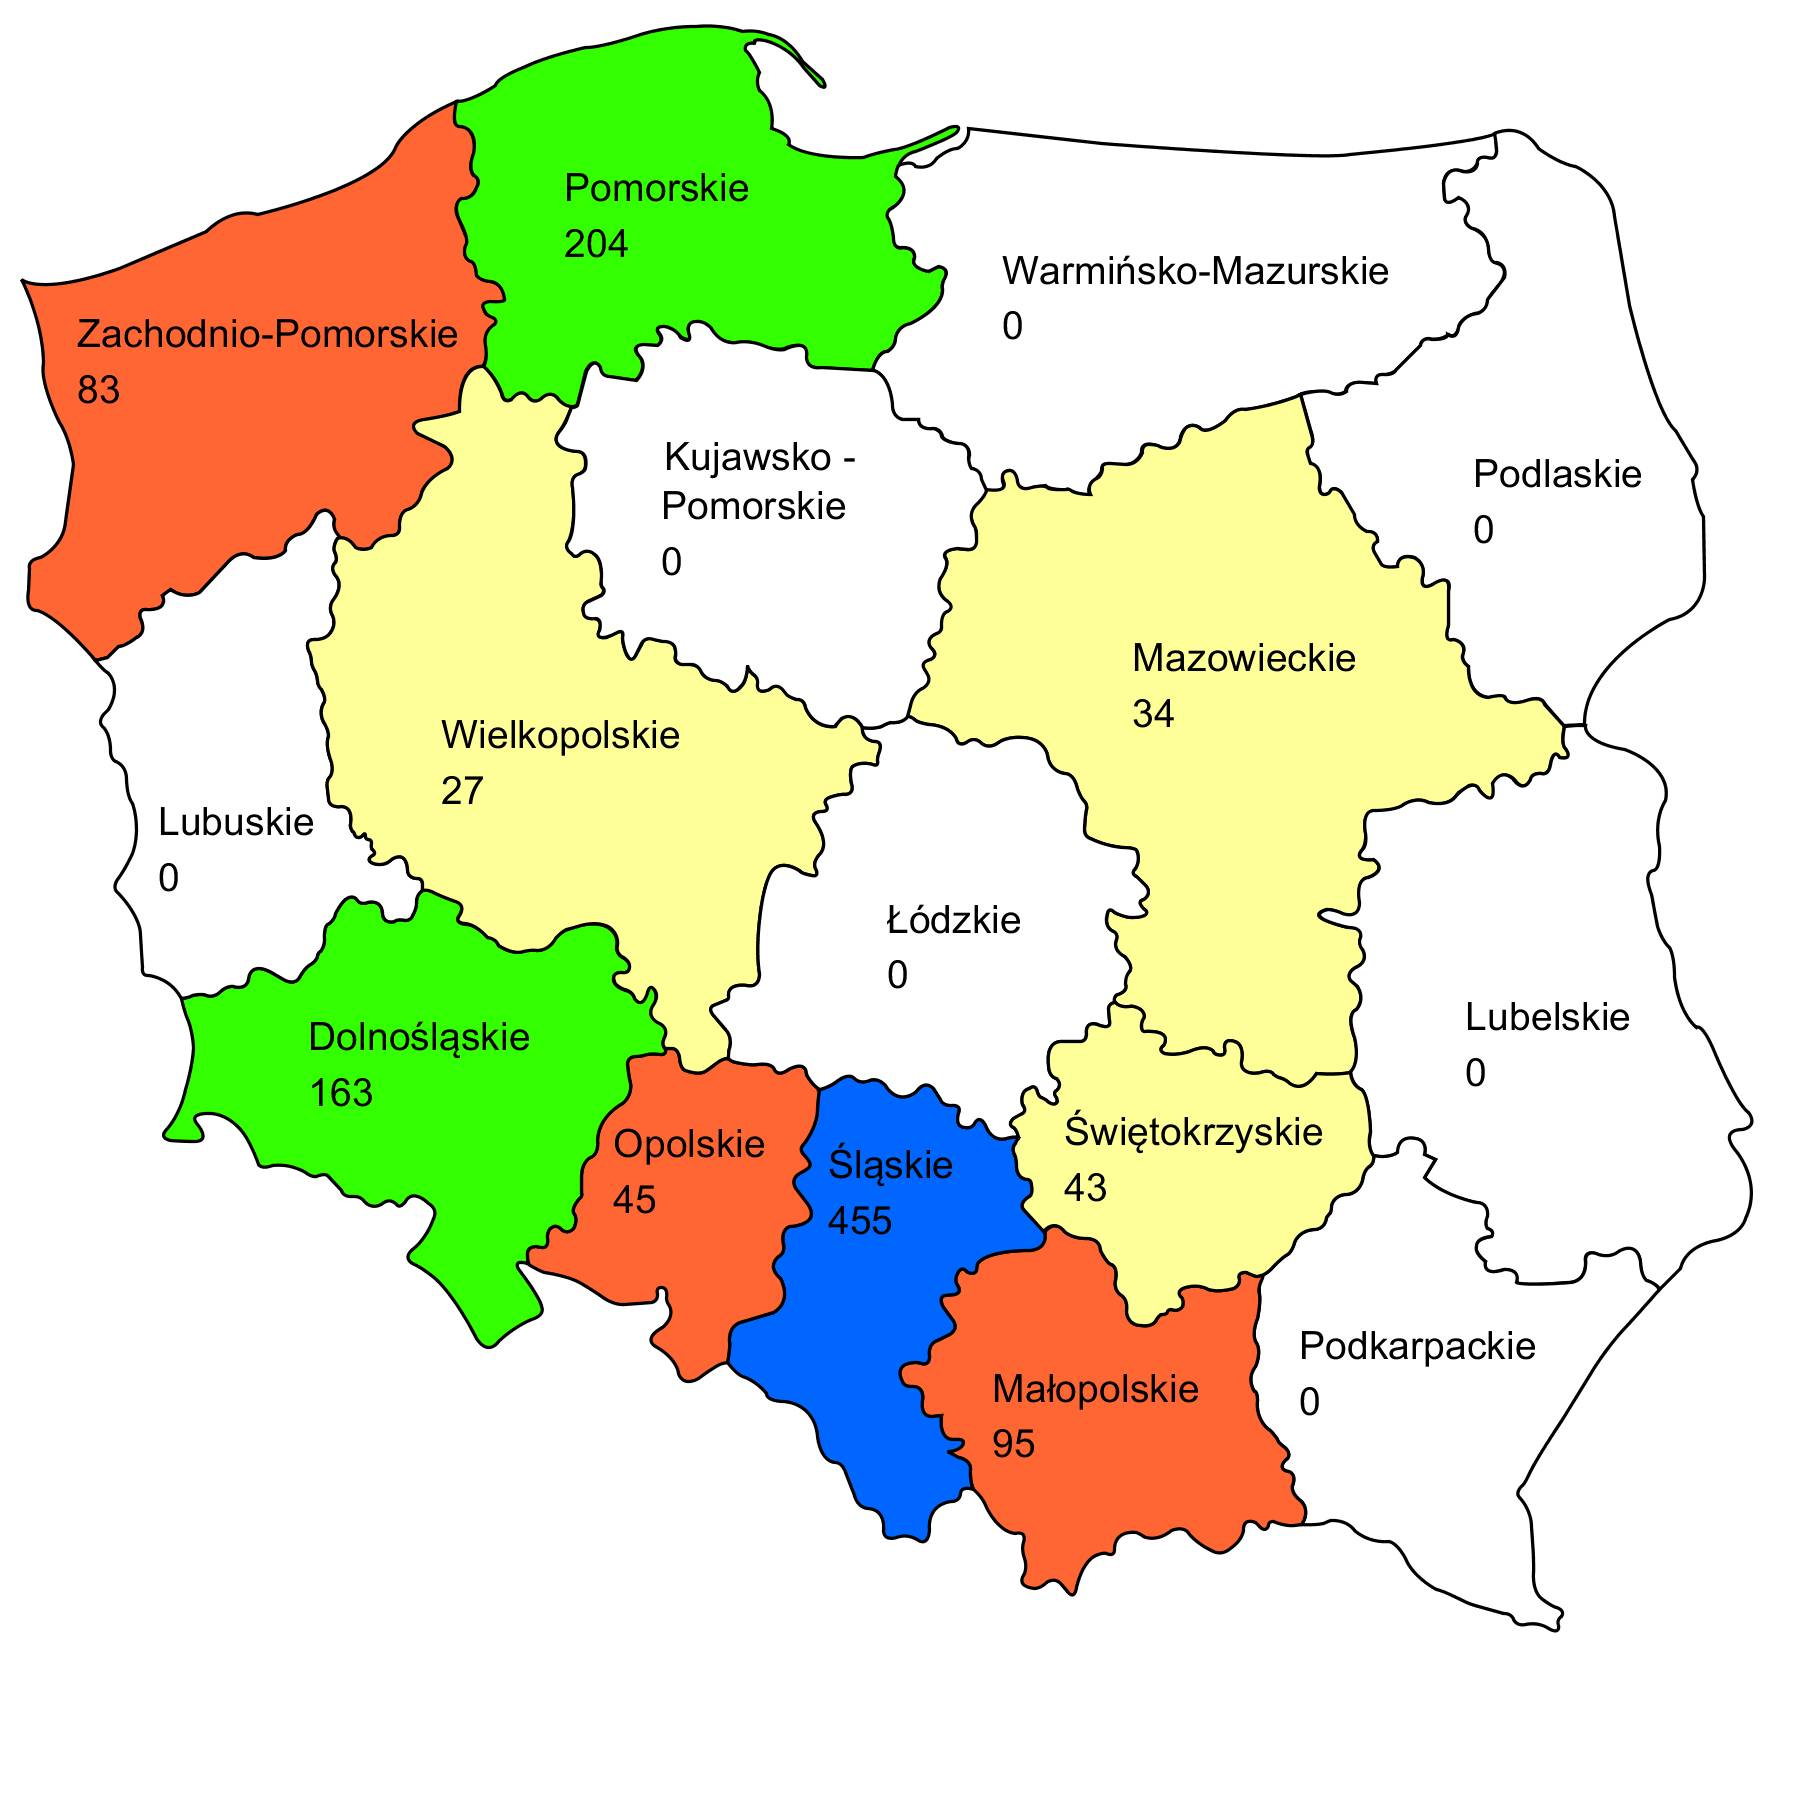 Pomorskie
204
Warmińsko-Mazurskie
0
Zachodnio-Pomorskie
83
Kujawsko -
Pomorskie
0
Podlaskie
0
Mazowieckie
34
Wielkopolskie
27
Lubuskie
0
Łódzkie
0
Lubelskie
0
Dolnośląskie
163
Opolskie
45
Śląskie
455
Świętokrzyskie
43
Małopolskie
95
Podkarpackie
0